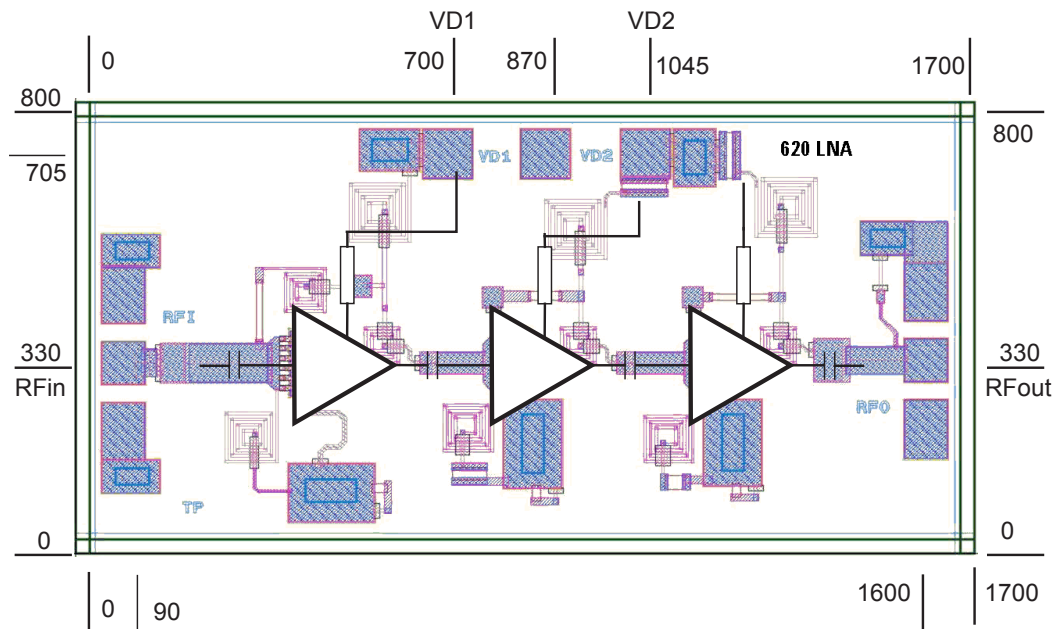 VD1 VD2
0 700 870 1045 1700
800 800
705
VD1 VD2 620 LNA
RFI
330 330
RFin RFout
RFO
TP
0 0
0 90 1600 1700